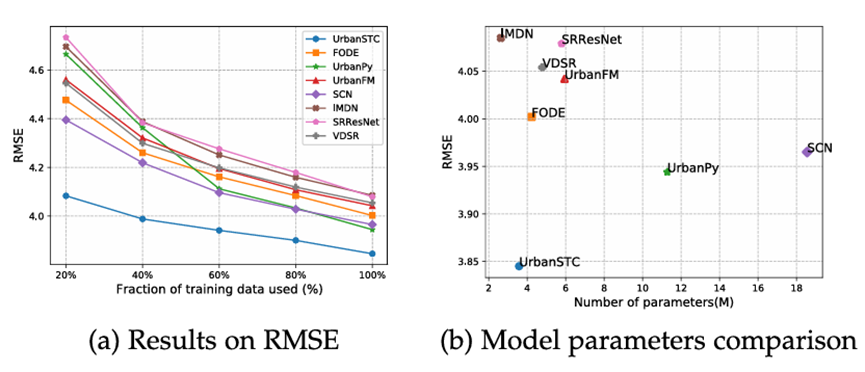 RMSE
4.6
4.4
4.2
4.0
20%
40%
60%
80%
100%
Fraction of training data used (%)
UrbanSTC
FODE
UrbanPy
UrbanFM
SCN
IMDN
SRResNet
VDSR
(a) Results on RMSE
RMSE
4.05
4.00
3.95
3.90
3.85
2
4
6
8
10
12
14
16
18
Number of parameters(M)
IMDN
SRResNet
VDSR
UrbanFM
FODE
SCN
UrbanPy
UrbanSTC
(b) Model parameters comparison